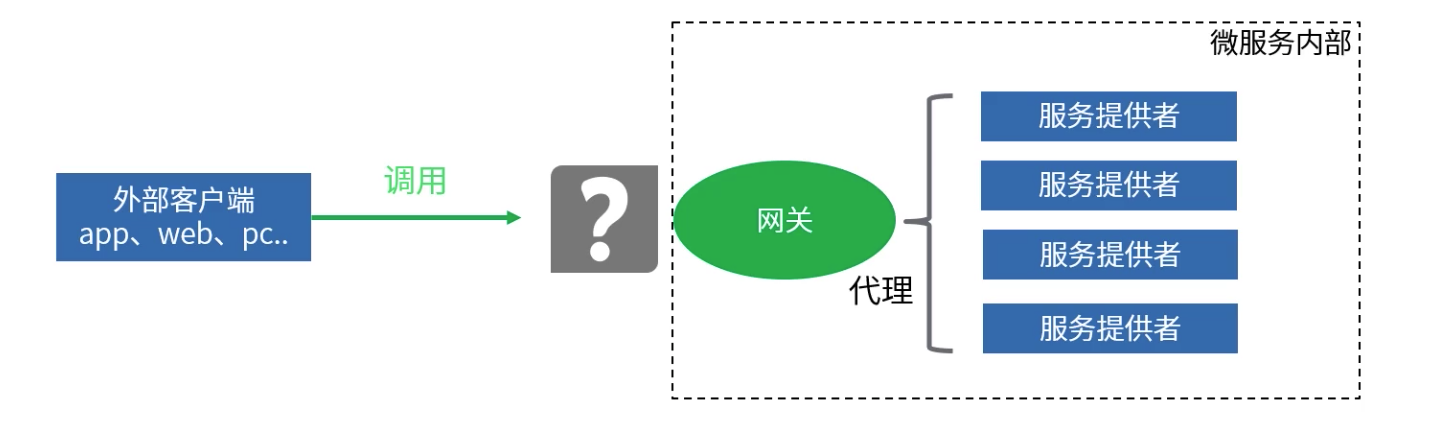 微服务内部
外部客户端
app、web、pc..
调用
?
网关
代理
服务提供者
服务提供者
服务提供者
服务提供者